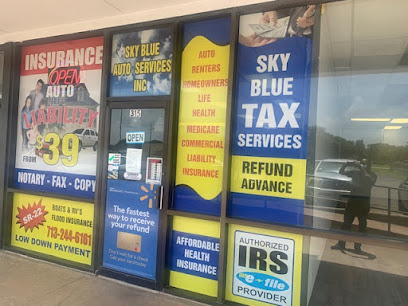 INSURANCE
OPEN
AUTO
LIABILITY
FROM $39
NOTARY - FAX - COPY
SR-22
BOATS & RV's
FLOOD INSURANCE
713-244-6161
LOW DOWN PAYMENT
SKY BLUE
AUTO SERVICES
INC
315
OPEN
The fastest
way to receive
your refund
AUTO
RENTERS
HOMEOWNERS
LIFE
HEALTH
MEDICARE
COMMERCIAL
LIABILITY
INSURANCE
AFFORDABLE
HEALTH
INSURANCE
SKY
BLUE
TAX
SERVICES
REFUND
ADVANCE
AUTHORIZED
IRS
e-file
PROVIDER